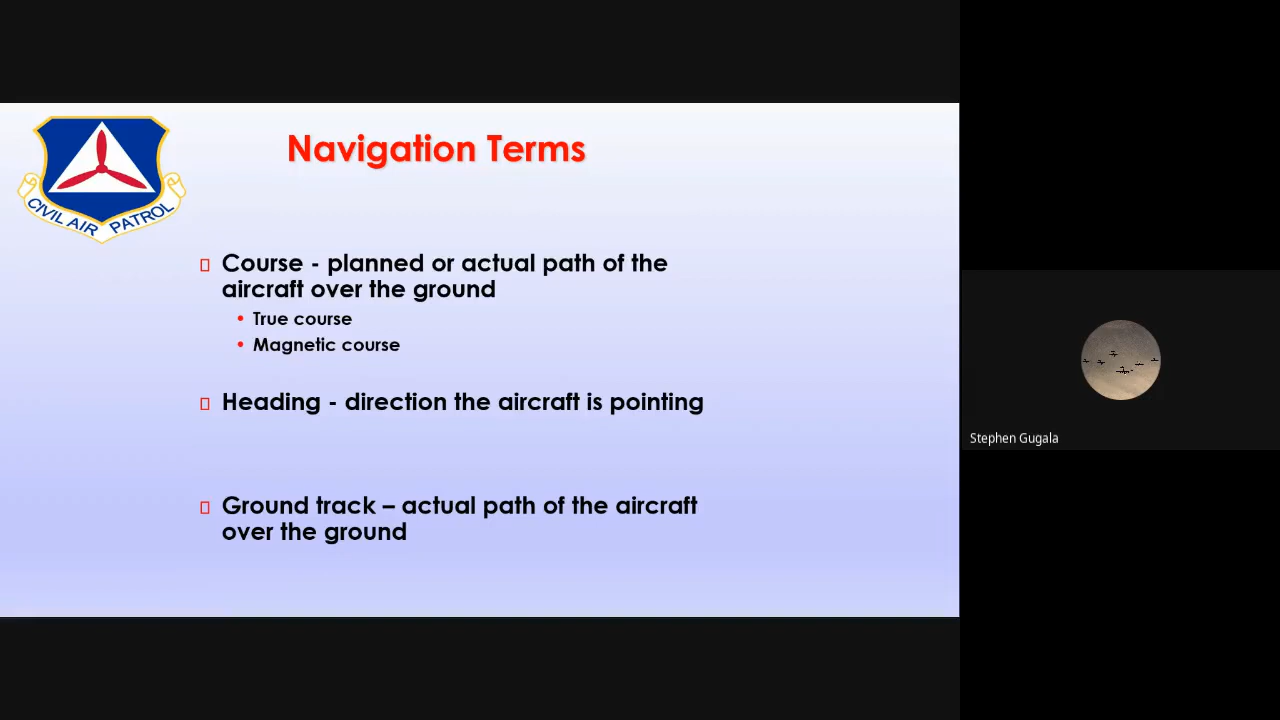 CIVIL AIR PATROL
Navigation Terms
Course - planned or actual path of the
aircraft over the ground
• True course
• Magnetic course
Heading - direction the aircraft is pointing
Ground track – actual path of the aircraft
over the ground
Stephen Gugala